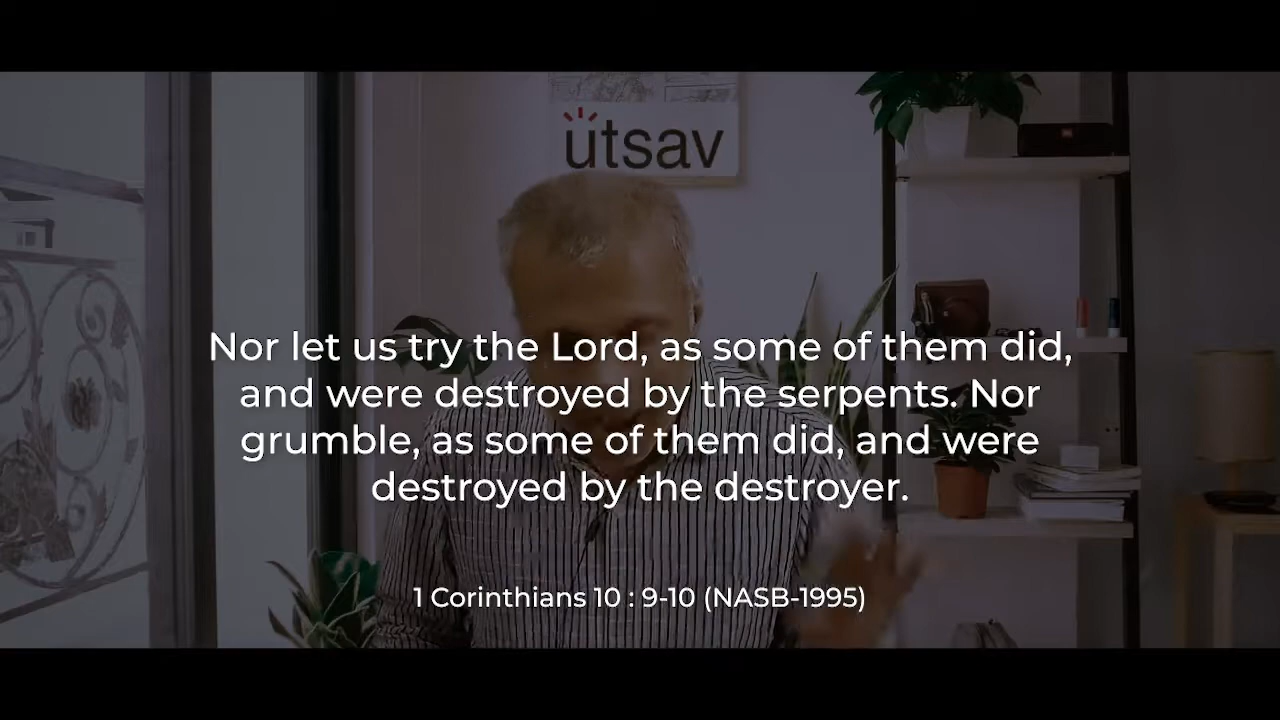 utsav
Nor let us try the Lord, as some of them did,
and were destroyed by the serpents. Nor
grumble, as some of them did, and were
destroyed by the destroyer.
1 Corinthians 10 : 9-10 (NASB-1995)